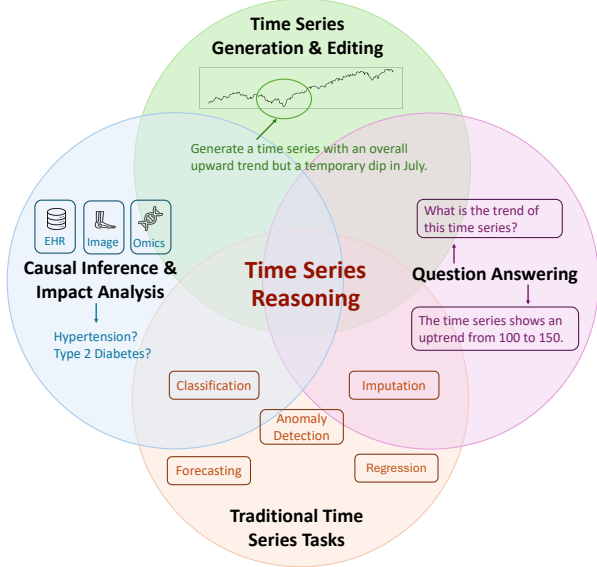 Time Series
Generation & Editing
Generate a time series with an overall
upward trend but a temporary dip in July.
EHR
Image
Omics
Causal Inference &
Impact Analysis
Hypertension?
Type 2 Diabetes?
Time Series
Reasoning
What is the trend of
this time series?
Question Answering
The time series shows an
uptrend from 100 to 150.
Classification
Imputation
Anomaly
Detection
Forecasting
Regression
Traditional Time
Series Tasks